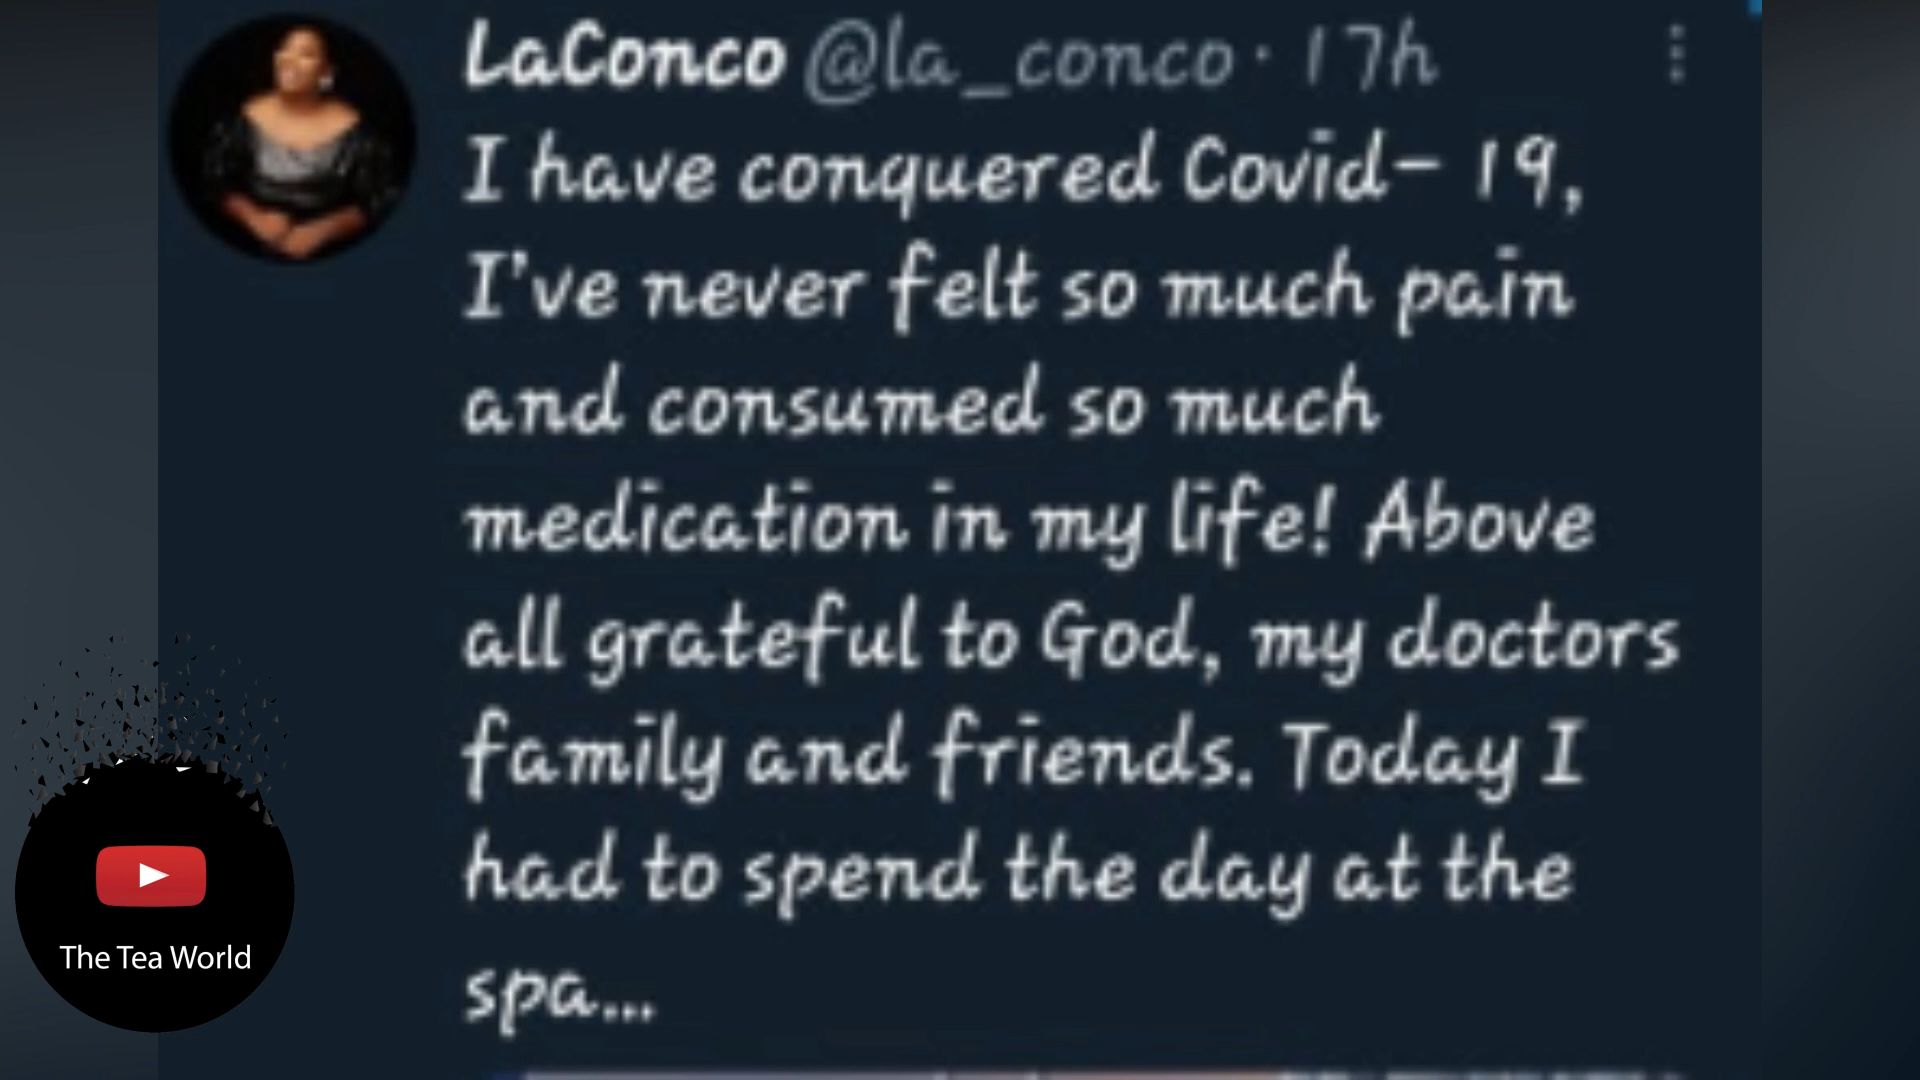 LaConco @la_conco · 17h
I have conquered Covid- 19,
I've never felt so much pain
and consumed so much
medication in my life! Above
all grateful to God, my doctors
family and friends. Today I
had to spend the day at the
spa...
The Tea World